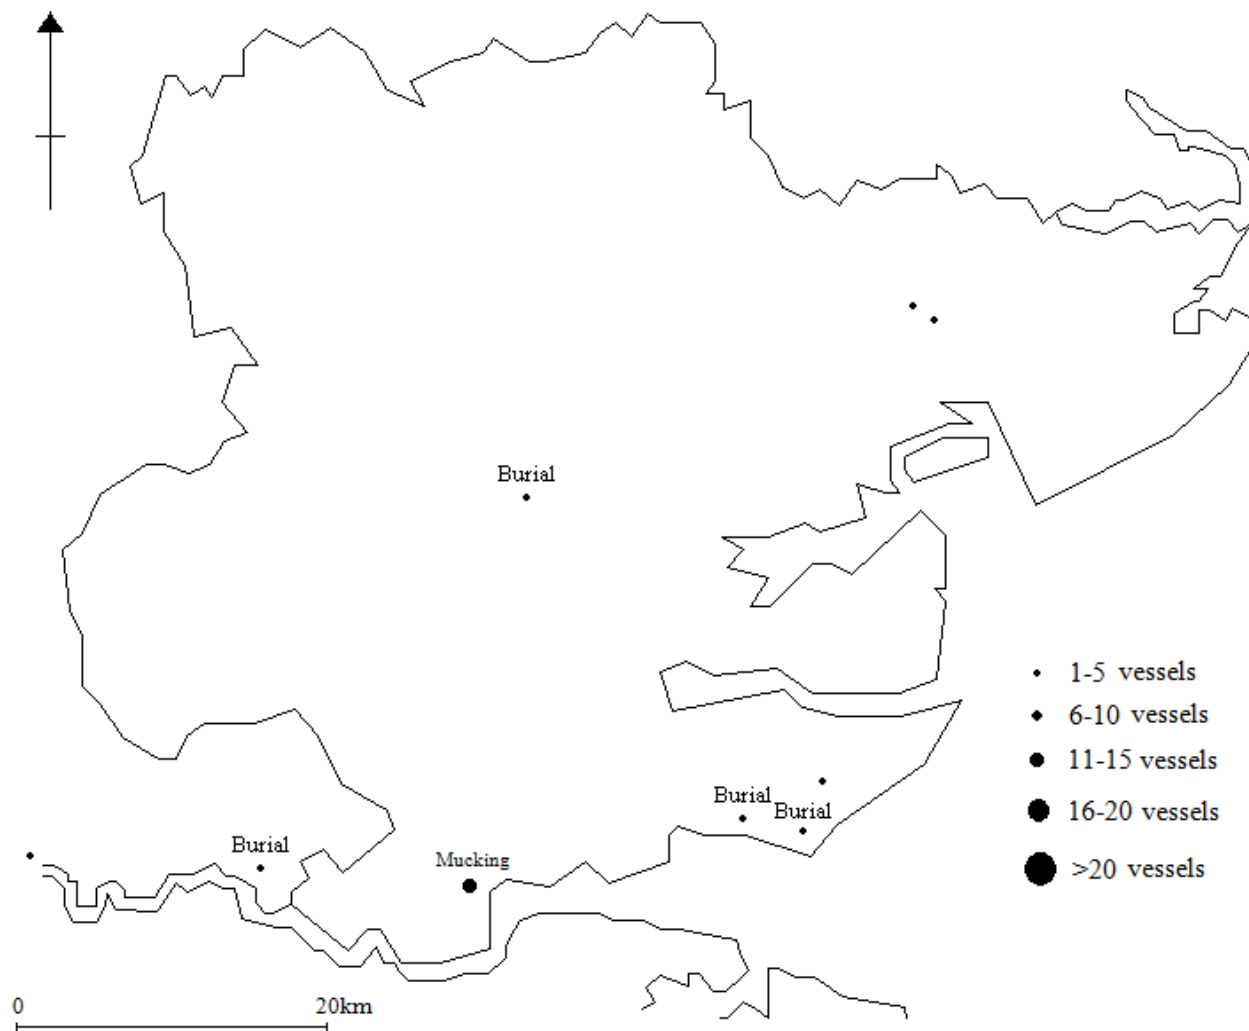 Burial
1-5 vessels
6-10 vessels
11-15 vessels
Burial
Burial
16-20 vessels
Burial
Mucking
>20 vessels
0 20km